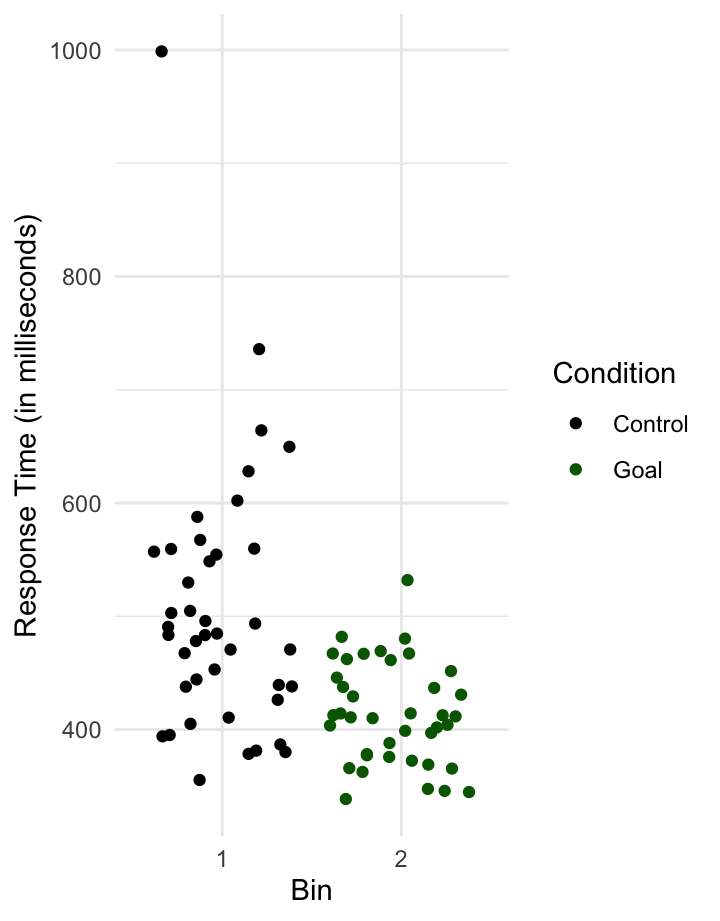 1000
800
600
400
Response Time (in milliseconds)
1
2
Bin
Condition
Control
Goal